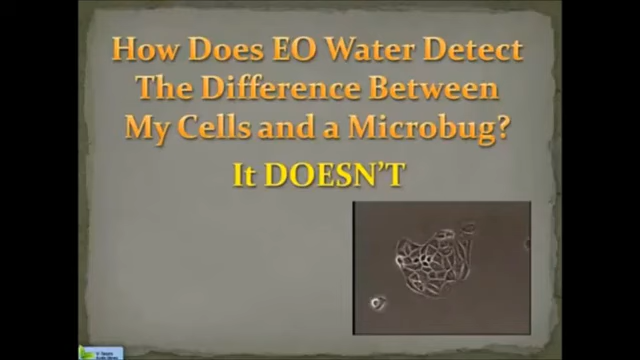 How Does EO Water Detect
The Difference Between
My Cells and a Microbug?
It DOESN'T